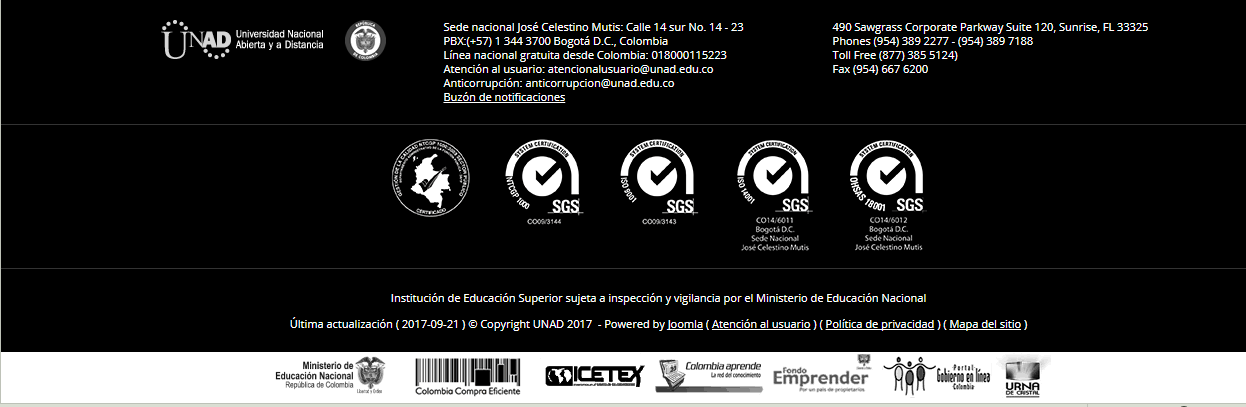 UNAD Universidad Nacional
Abierta y a Distancia
REPÚBLICA
DE COLOMBIA
Sede nacional José Celestino Mutis: Calle 14 sur No. 14 - 23
PBX:(+57) 1 344 3700 Bogotá D.C., Colombia
Línea nacional gratuita desde Colombia: 018000115223
Atención al usuario: atencionalusuario@unad.edu.co
Anticorrupción: anticorrupcion@unad.edu.co
Buzón de notificaciones
490 Sawgrass Corporate Parkway Suite 120, Sunrise, FL 33325
Phones (954) 389 2277 - (954) 389 7188
Toll Free (877) 385 5124)
Fax (954) 667 6200
CERTIFICADO
SYSTEM CERTIFICATION
NTCGP 1000
SGS
CO09/3144
SYSTEM CERTIFICATION
ISO 9001
SGS
CO09/3143
SYSTEM CERTIFICATION
ISO 14001
SGS
CO14/6011
Bogotá D.C.
Sede Nacional
José Celestino Mutis
SYSTEM CERTIFICATION
OHSAS 18001
SGS
CO14/6012
Bogotá D.C.
Sede Nacional
José Celestino Mutis
Institución de Educación Superior sujeta a inspección y vigilancia por el Ministerio de Educación Nacional
Última actualización ( 2017-09-21 ) © Copyright UNAD 2017 - Powered by Joomla ( Atención al usuario ) ( Política de privacidad ) ( Mapa del sitio )
Ministerio de
Educación Nacional
República de Colombia
Libertad y Orden
Colombia Compra Eficiente
ICETEX
Colombia aprende
La red del conocimiento
Fondo
Emprender
Por un país de propietarios
Portal
Gobierno en línea
Colombia
URNA
DE CRISTAL